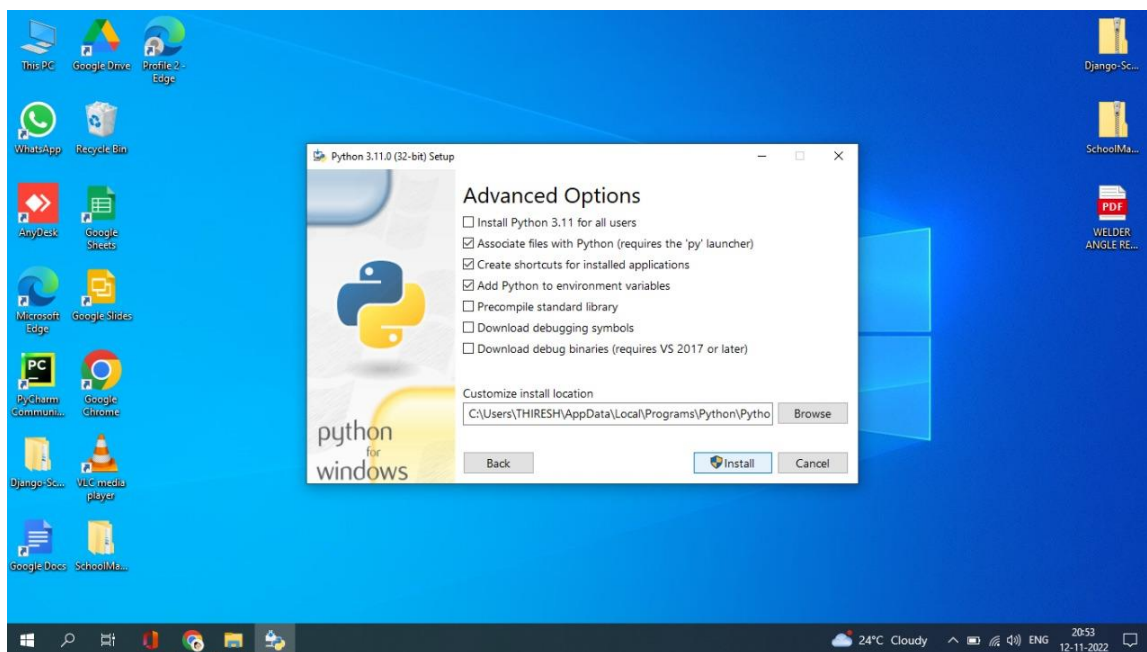 This PC
Google Drive
Profile 2 -
Edge
WhatsApp
Recycle Bin
AnyDesk
Google
Sheets
Microsoft
Edge
Google Slides
PC
PyCharm
Communi...
Google
Chrome
Django-Sc...
VLC media
player
Google Docs
SchoolMa...
Python 3.11.0 (32-bit) Setup
Advanced Options
Install Python 3.11 for all users
Associate files with Python (requires the 'py' launcher)
Create shortcuts for installed applications
Add Python to environment variables
Precompile standard library
Download debugging symbols
Download debug binaries (requires VS 2017 or later)
Customize install location
C:\Users\THIRESH\AppData\Local\Programs\Python\Pytho
Browse
python
for
windows
Back
Install
Cancel
Django-Sc...
SchoolMa...
PDF
WELDER
ANGLE RE...
24°C Cloudy
ENG
20:53
12-11-2022